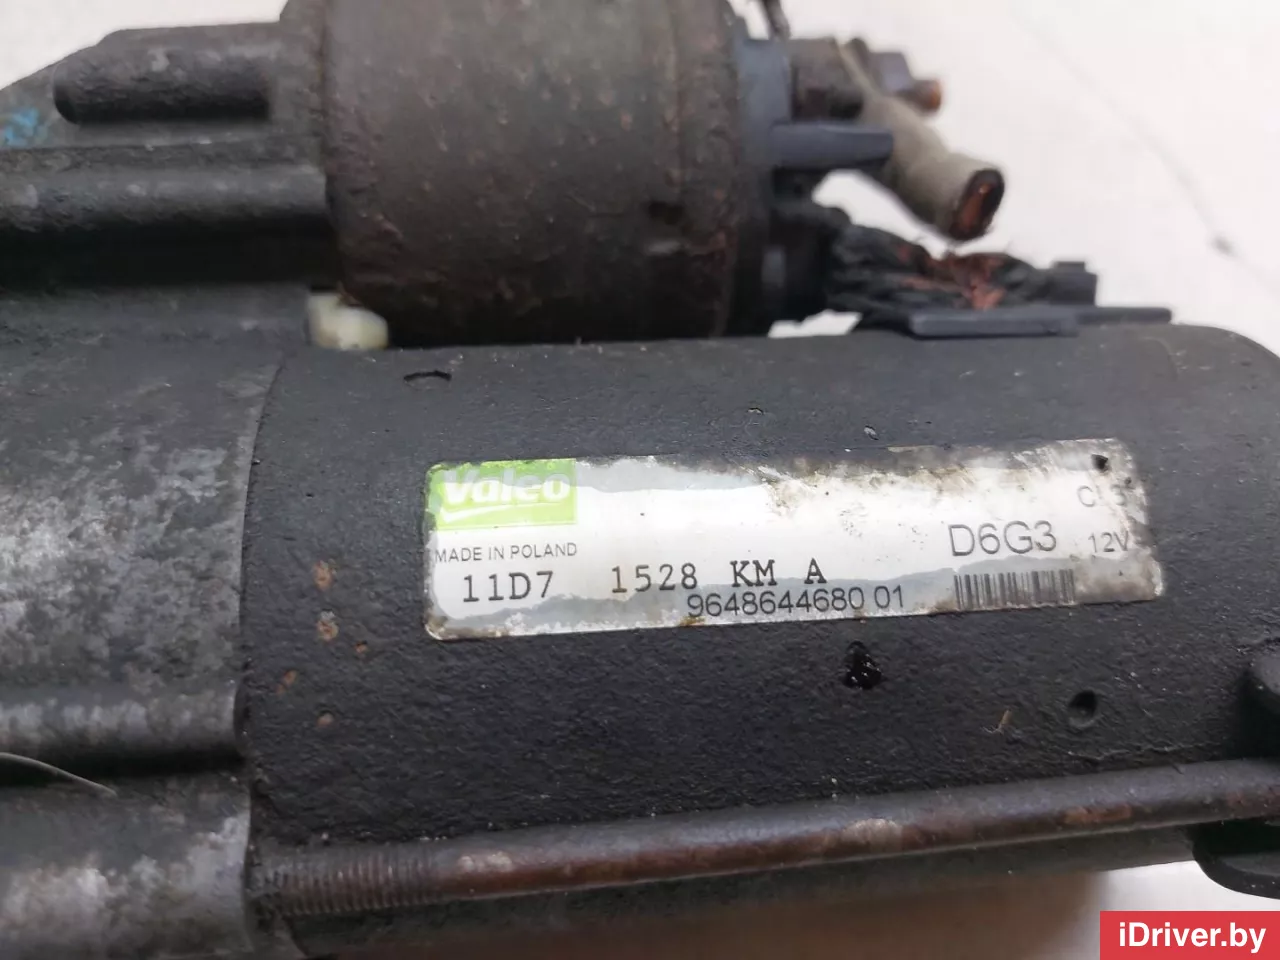 Valeo
MADE IN POLAND
D6G3
12V
11D7 1528 KM A
9648644680 01
iDriver.by